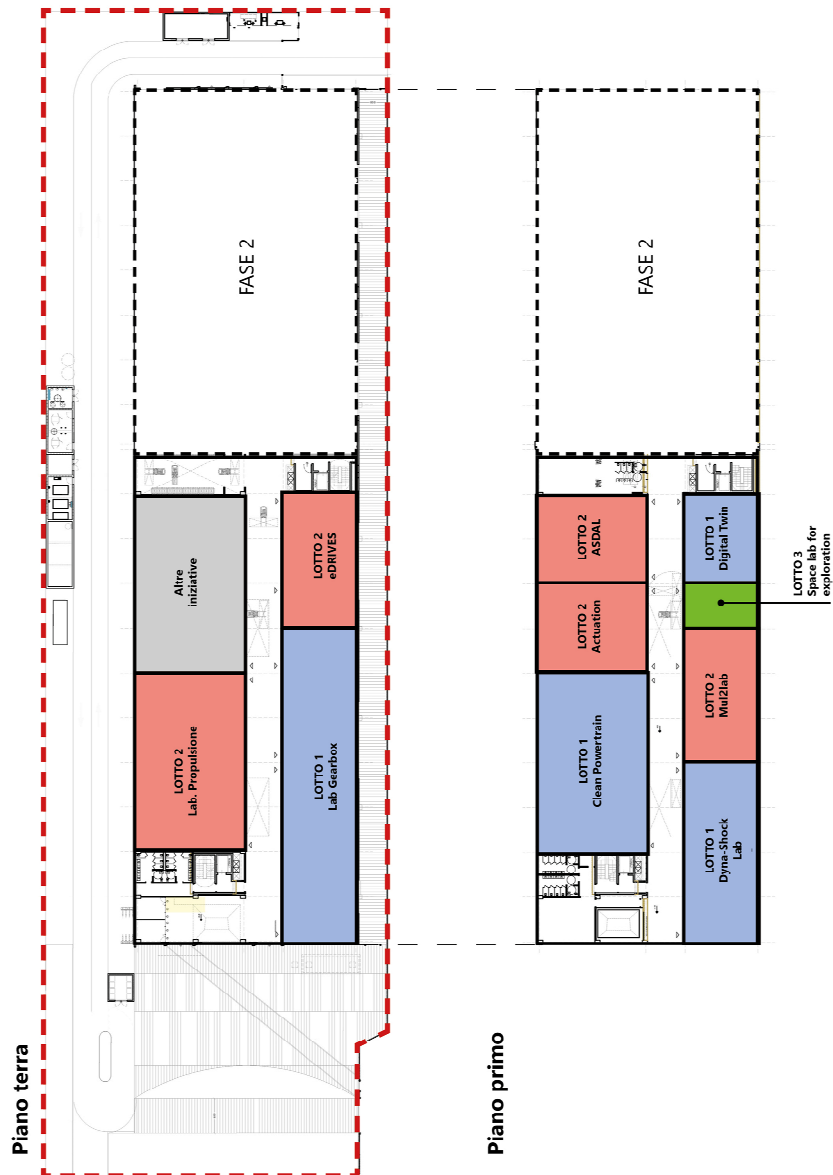 Piano terra
LOTTO 2
Lab. Propulsione
Altre
iniziative
FASE 2
LOTTO 1
Lab Gearbox
LOTTO 2
eDRIVES
Piano primo
LOTTO 1
Clean Powertrain
LOTTO 2
Actuation
LOTTO 2
ASDAL
FASE 2
LOTTO 1
Dyna-Shock
Lab
LOTTO 2
Mul2lab
LOTTO 1
Digital Twin
LOTTO 3
Space lab for
exploration